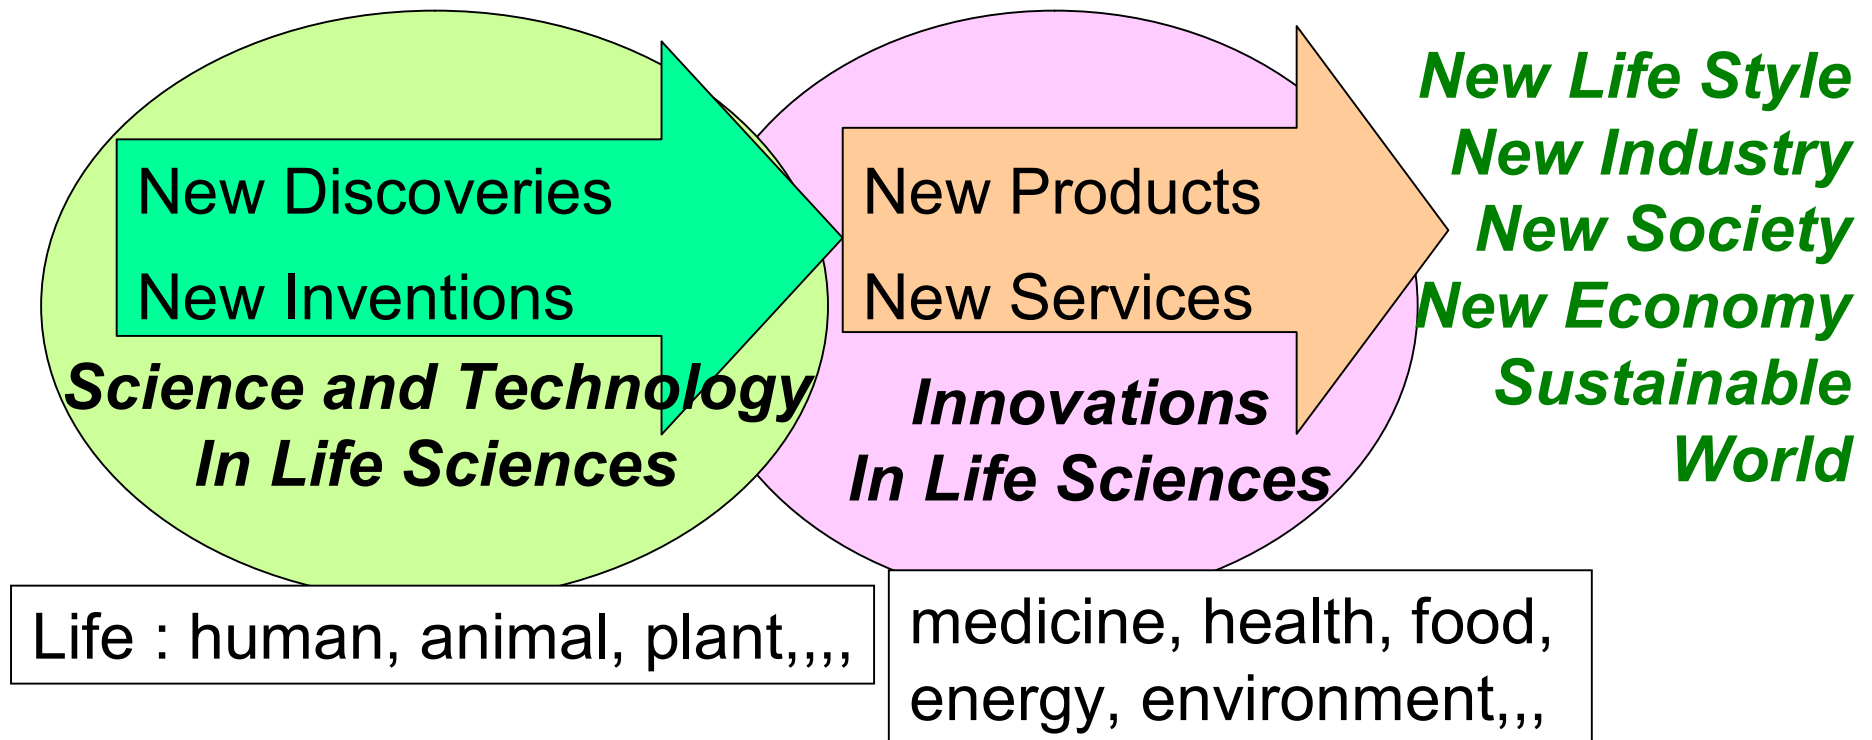 New Discoveries
New Inventions
Science and Technology
In Life Sciences
Life : human, animal, plant,,,,
New Products
New Services
Innovations
In Life Sciences
medicine, health, food,
energy, environment,,,
New Life Style
New Industry
New Society
New Economy
Sustainable
World